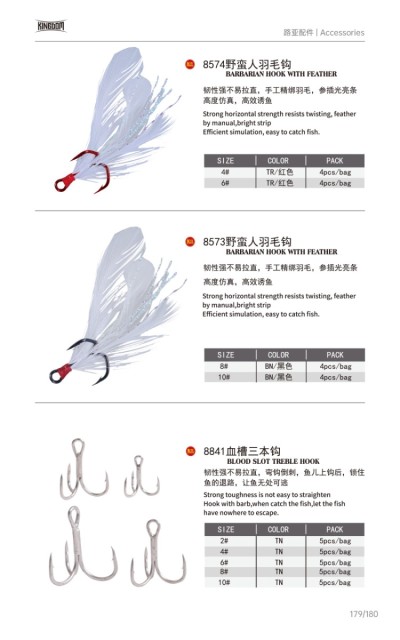 KINGDOM
路亚配件 | Accessories
8574野蛮人羽毛钩
BARBARIAN HOOK WITH FEATHER
韧性强不易拉直，手工精绑羽毛，参插光亮条
高度仿真，高效诱鱼
Strong horizontal strength resists twisting, feather
by manual,bright strip
Efficient simulation, easy to catch fish.
SIZE COLOR PACK
4# TR/红色 4pcs/bag
6# TR/红色 4pcs/bag
8573野蛮人羽毛钩
BARBARIAN HOOK WITH FEATHER
韧性强不易拉直，手工精绑羽毛，参插光亮条
高度仿真，高效诱鱼
Strong horizontal strength resists twisting, feather
by manual,bright strip
Efficient simulation, easy to catch fish.
SIZE COLOR PACK
8# BN/黑色 4pcs/bag
10# BN/黑色 4pcs/bag
8841血槽三本钩
BLOOD SLOT TREBLE HOOK
韧性强不易拉直，弯钩倒刺，鱼儿上钩后，锁住
鱼的退路，让鱼无处可逃
Strong toughness is not easy to straighten
Hook with barb,when catch the fish,let the fish
have nowhere to escape.
SIZE COLOR PACK
2# TN 5pcs/bag
4# TN 5pcs/bag
6# TN 5pcs/bag
8# TN 5pcs/bag
10# TN 5pcs/bag
179/180